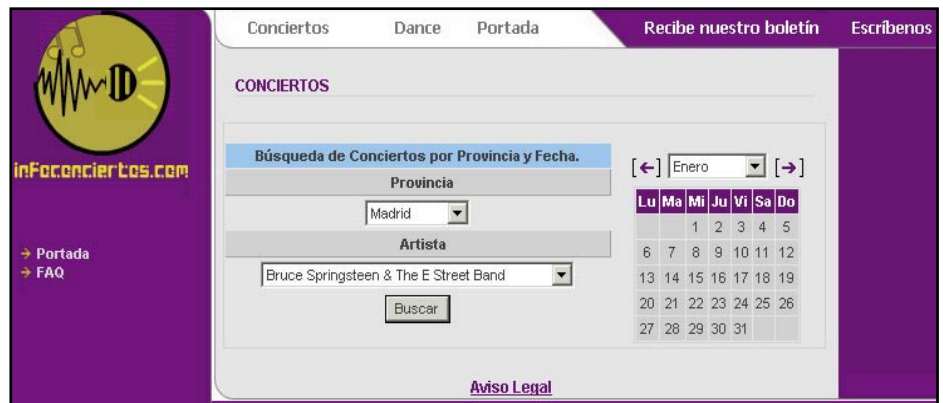 Conciertos Dance Portada Recibe nuestro boletín Escríbenos
infoconciertos.com
Portada
FAQ
CONCIERTOS
Búsqueda de Conciertos por Provincia y Fecha.
Provincia
Madrid
Artista
Bruce Springsteen & The E Street Band
Buscar
[←] Enero [→]
Lu Ma Mi Ju Vi Sa Do
1 2 3 4 5
6 7 8 9 10 11 12
13 14 15 16 17 18 19
20 21 22 23 24 25 26
27 28 29 30 31
Aviso Legal